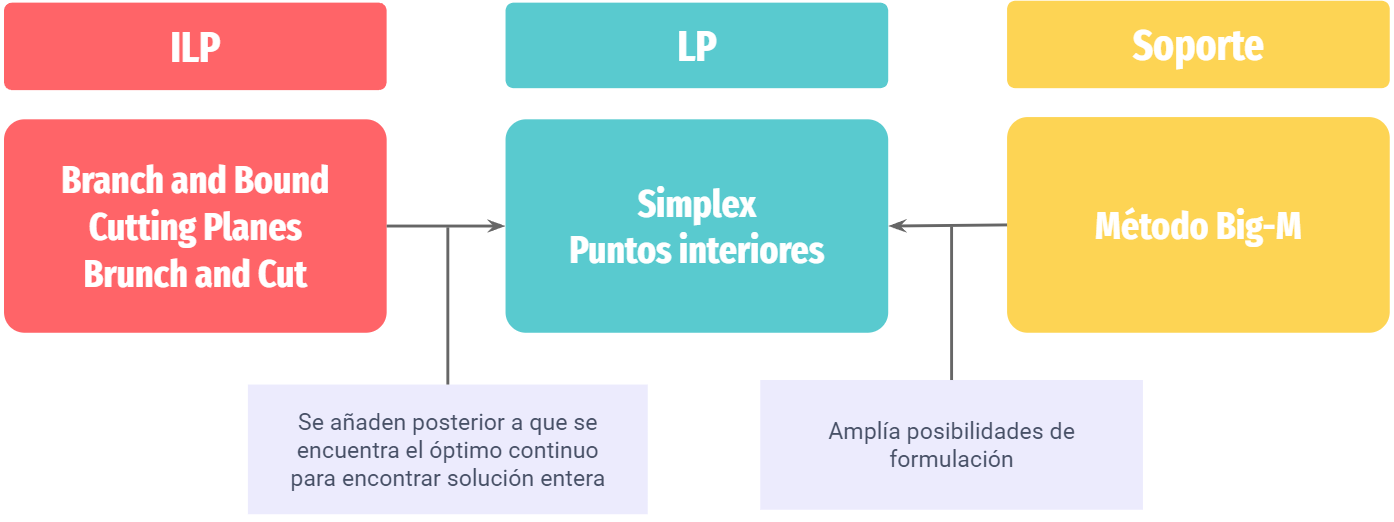 ILP
LP
Soporte
Branch and Bound
Cutting Planes
Brunch and Cut
Simplex
Puntos interiores
Método Big-M
Se añaden posterior a que se
encuentra el óptimo continuo
para encontrar solución entera
Amplía posibilidades de
formulación